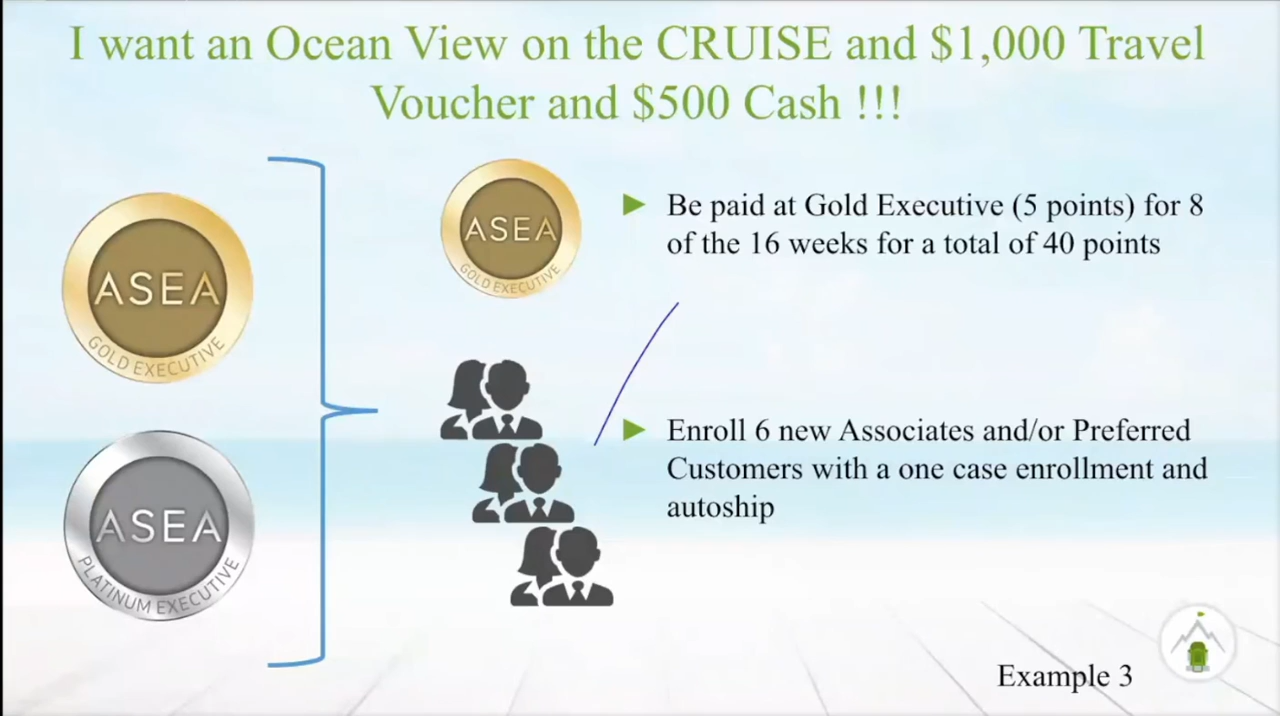 I want an Ocean View on the CRUISE and $1,000 Travel
Voucher and $500 Cash !!!
ASEA
GOLD EXECUTIVE
ASEA
PLATINUM EXECUTIVE
ASEA
GOLD EXECUTIVE
Be paid at Gold Executive (5 points) for 8
of the 16 weeks for a total of 40 points
Enroll 6 new Associates and/or Preferred
Customers with a one case enrollment and
autoship
Example 3